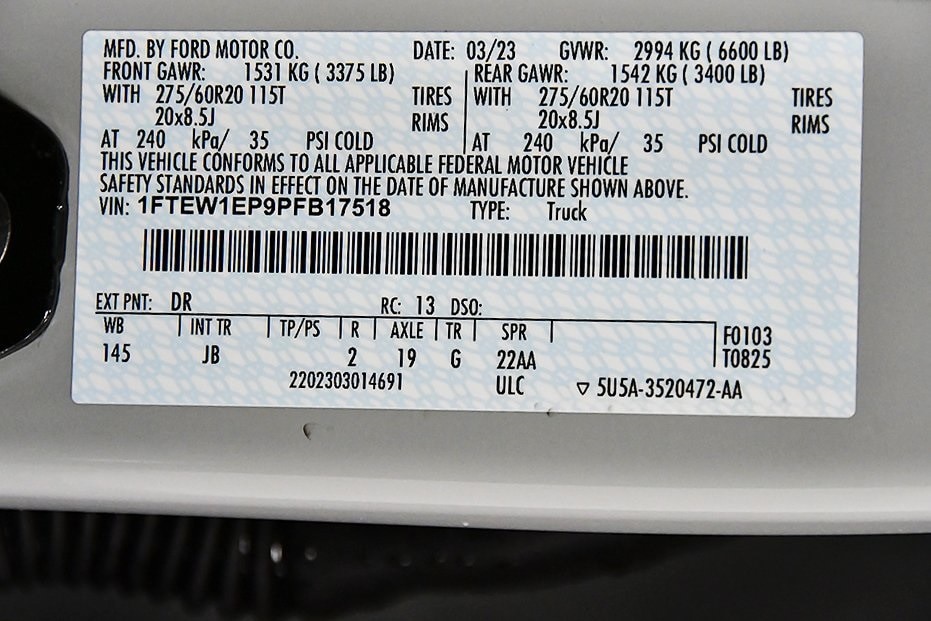 MFD. BY FORD MOTOR CO. DATE: 03/23 GVWR: 2994 KG ( 6600 LB)
FRONT GAWR: 1531 KG ( 3375 LB) REAR GAWR: 1542 KG ( 3400 LB)
WITH 275/60R20 115T TIRES WITH 275/60R20 115T TIRES
20x8.5J RIMS 20x8.5J RIMS
AT 240 kPa/ 35 PSI COLD AT 240 kPa/ 35 PSI COLD
THIS VEHICLE CONFORMS TO ALL APPLICABLE FEDERAL MOTOR VEHICLE
SAFETY STANDARDS IN EFFECT ON THE DATE OF MANUFACTURE SHOWN ABOVE.
VIN: 1FTEW1EP9PFB17518 TYPE: Truck
EXT PNT: DR RC: 13 DSO:
WB INT TR TP/PS R AXLE TR SPR F0103
145 JB 2 19 G 22AA T0825
2202303014691 ULC ▽ 5U5A-3520472-AA